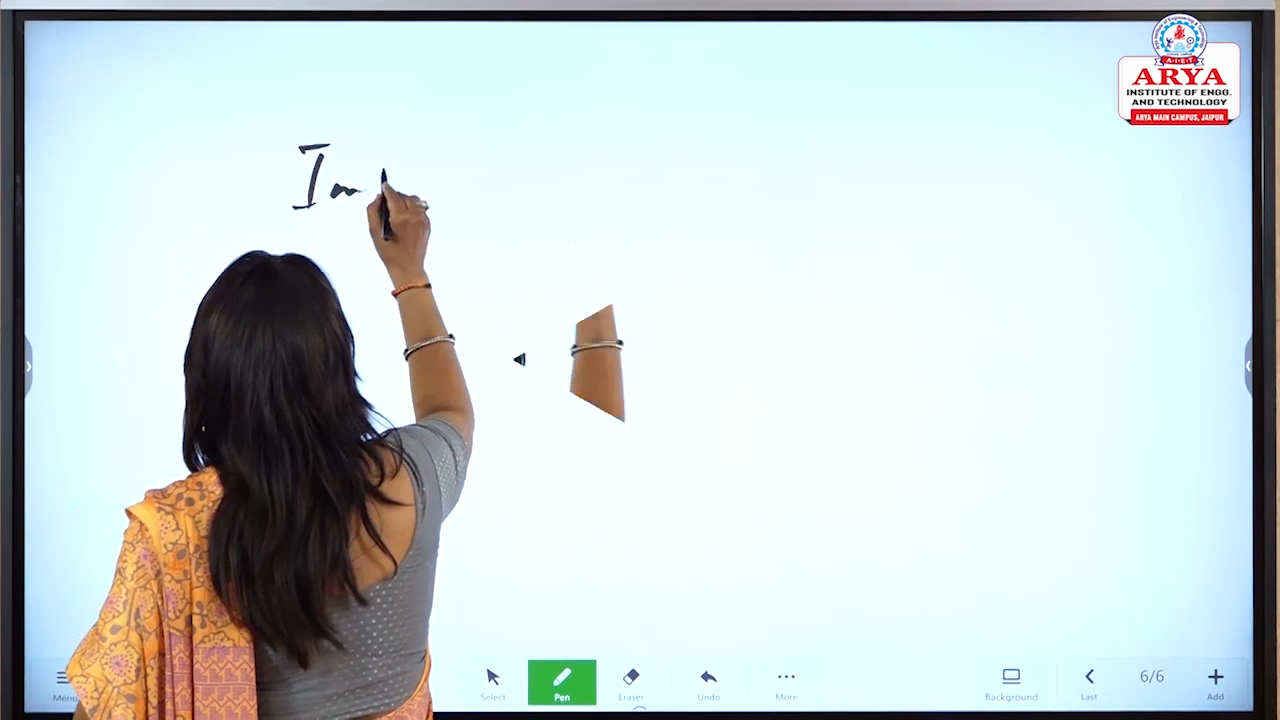 ARYA
INSTITUTE OF ENGG.
AND TECHNOLOGY
ARYA MAIN CAMPUS, JAIPUR
A·I·E·T
Im
Menu
Select
Pen
Eraser
Undo
More
Background
Last
6/6
Add